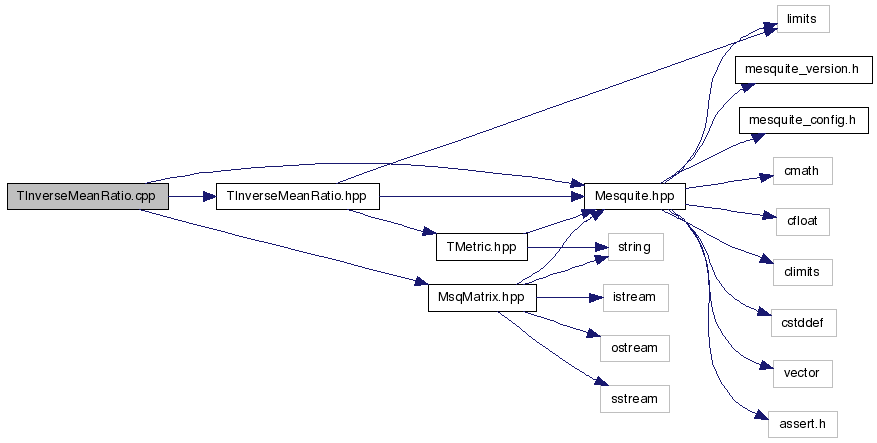 limits
mesquite_version.h
mesquite_config.h
cmath
TInverseMeanRatio.cpp
TInverseMeanRatio.hpp
Mesquite.hpp
cfloat
TMetric.hpp
string
climits
MsqMatrix.hpp
istream
cstddef
ostream
vector
sstream
assert.h